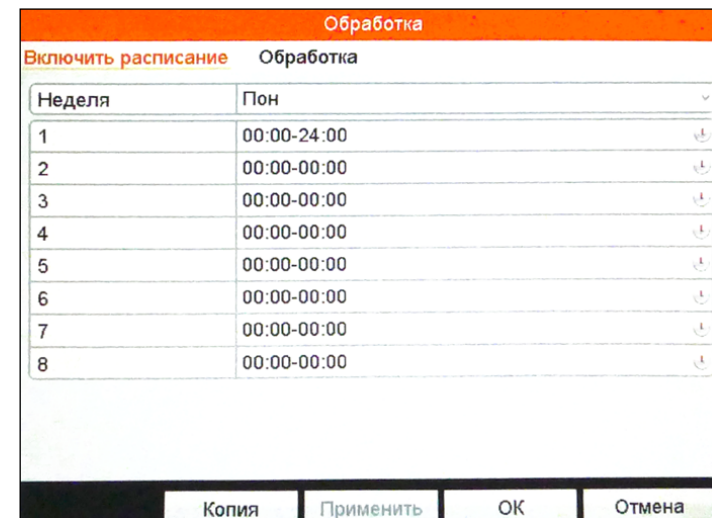 Обработка
Включить расписание Обработка
Неделя Пон
1 00:00-24:00
2 00:00-00:00
3 00:00-00:00
4 00:00-00:00
5 00:00-00:00
6 00:00-00:00
7 00:00-00:00
8 00:00-00:00
Копия Применить ОК Отмена